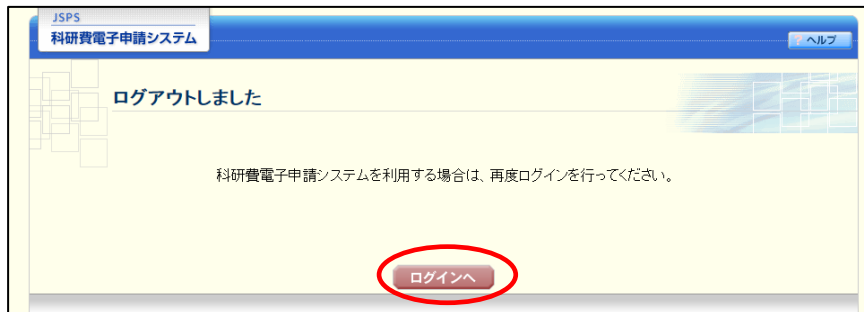 JSPS
科研費電子申請システム
? ヘルプ
ログアウトしました
科研費電子申請システムを利用する場合は、再度ログインを行ってください。
ログインへ